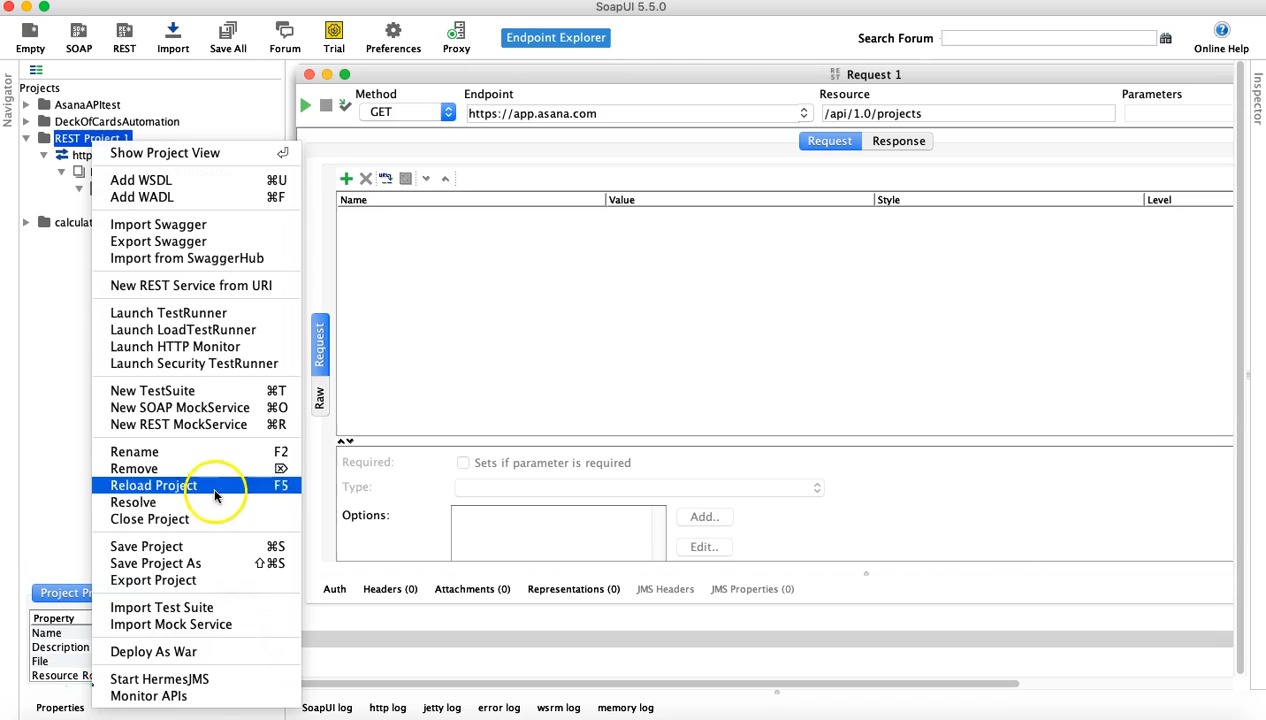 SoapUI 5.5.0
Empty SOAP REST Import Save All Forum Trial Preferences Proxy Endpoint Explorer Search Forum Online Help
Navigator
Projects
AsanaAPItest
DeckOfCardsAutomation
REST Project 1
http
calculat
Show Project View
Add WSDL ⌘U
Add WADL ⌘F
Import Swagger
Export Swagger
Import from SwaggerHub
New REST Service from URI
Launch TestRunner
Launch LoadTestRunner
Launch HTTP Monitor
Launch Security TestRunner
New TestSuite ⌘T
New SOAP MockService ⌘O
New REST MockService ⌘R
Rename F2
Remove ⌦
Reload Project F5
Resolve
Close Project
Save Project ⌘S
Save Project As ⇧⌘S
Export Project
Import Test Suite
Import Mock Service
Deploy As War
Start HermesJMS
Monitor APIs
Project Pr
Property
Name
Description
File
Resource Ro
Properties
REST Request 1
Method Endpoint Resource Parameters
GET https://app.asana.com /api/1.0/projects
Request Response
Name Value Style Level
Request
Raw
Required: Sets if parameter is required
Type:
Options: Add..
Edit..
Auth Headers (0) Attachments (0) Representations (0) JMS Headers JMS Properties (0)
SoapUI log http log jetty log error log wsrm log memory log
Inspector